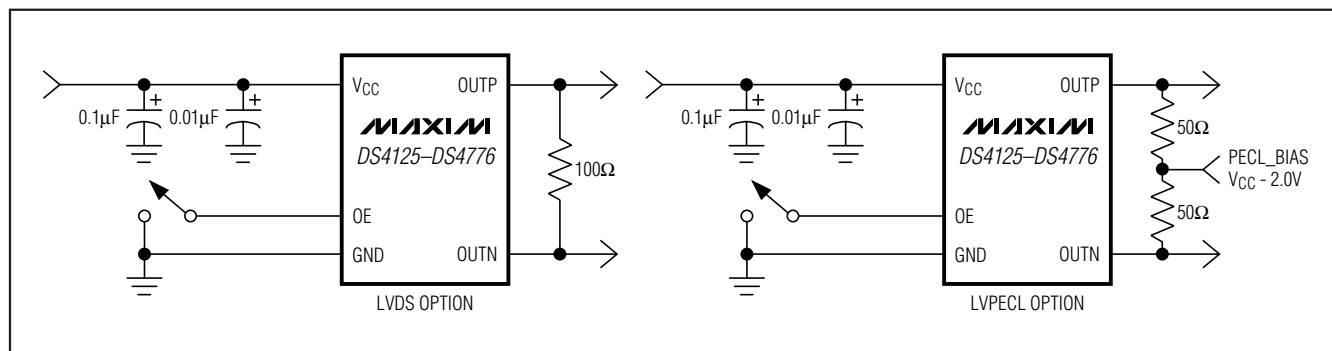 VCC OUTP
0.1µF + 0.01µF +
MAXIM
DS4125–DS4776
100Ω
OE
GND OUTN
LVDS OPTION
VCC OUTP
0.1µF + 0.01µF +
MAXIM
DS4125–DS4776
50Ω
PECL_BIAS
VCC - 2.0V
50Ω
OE
GND OUTN
LVPECL OPTION